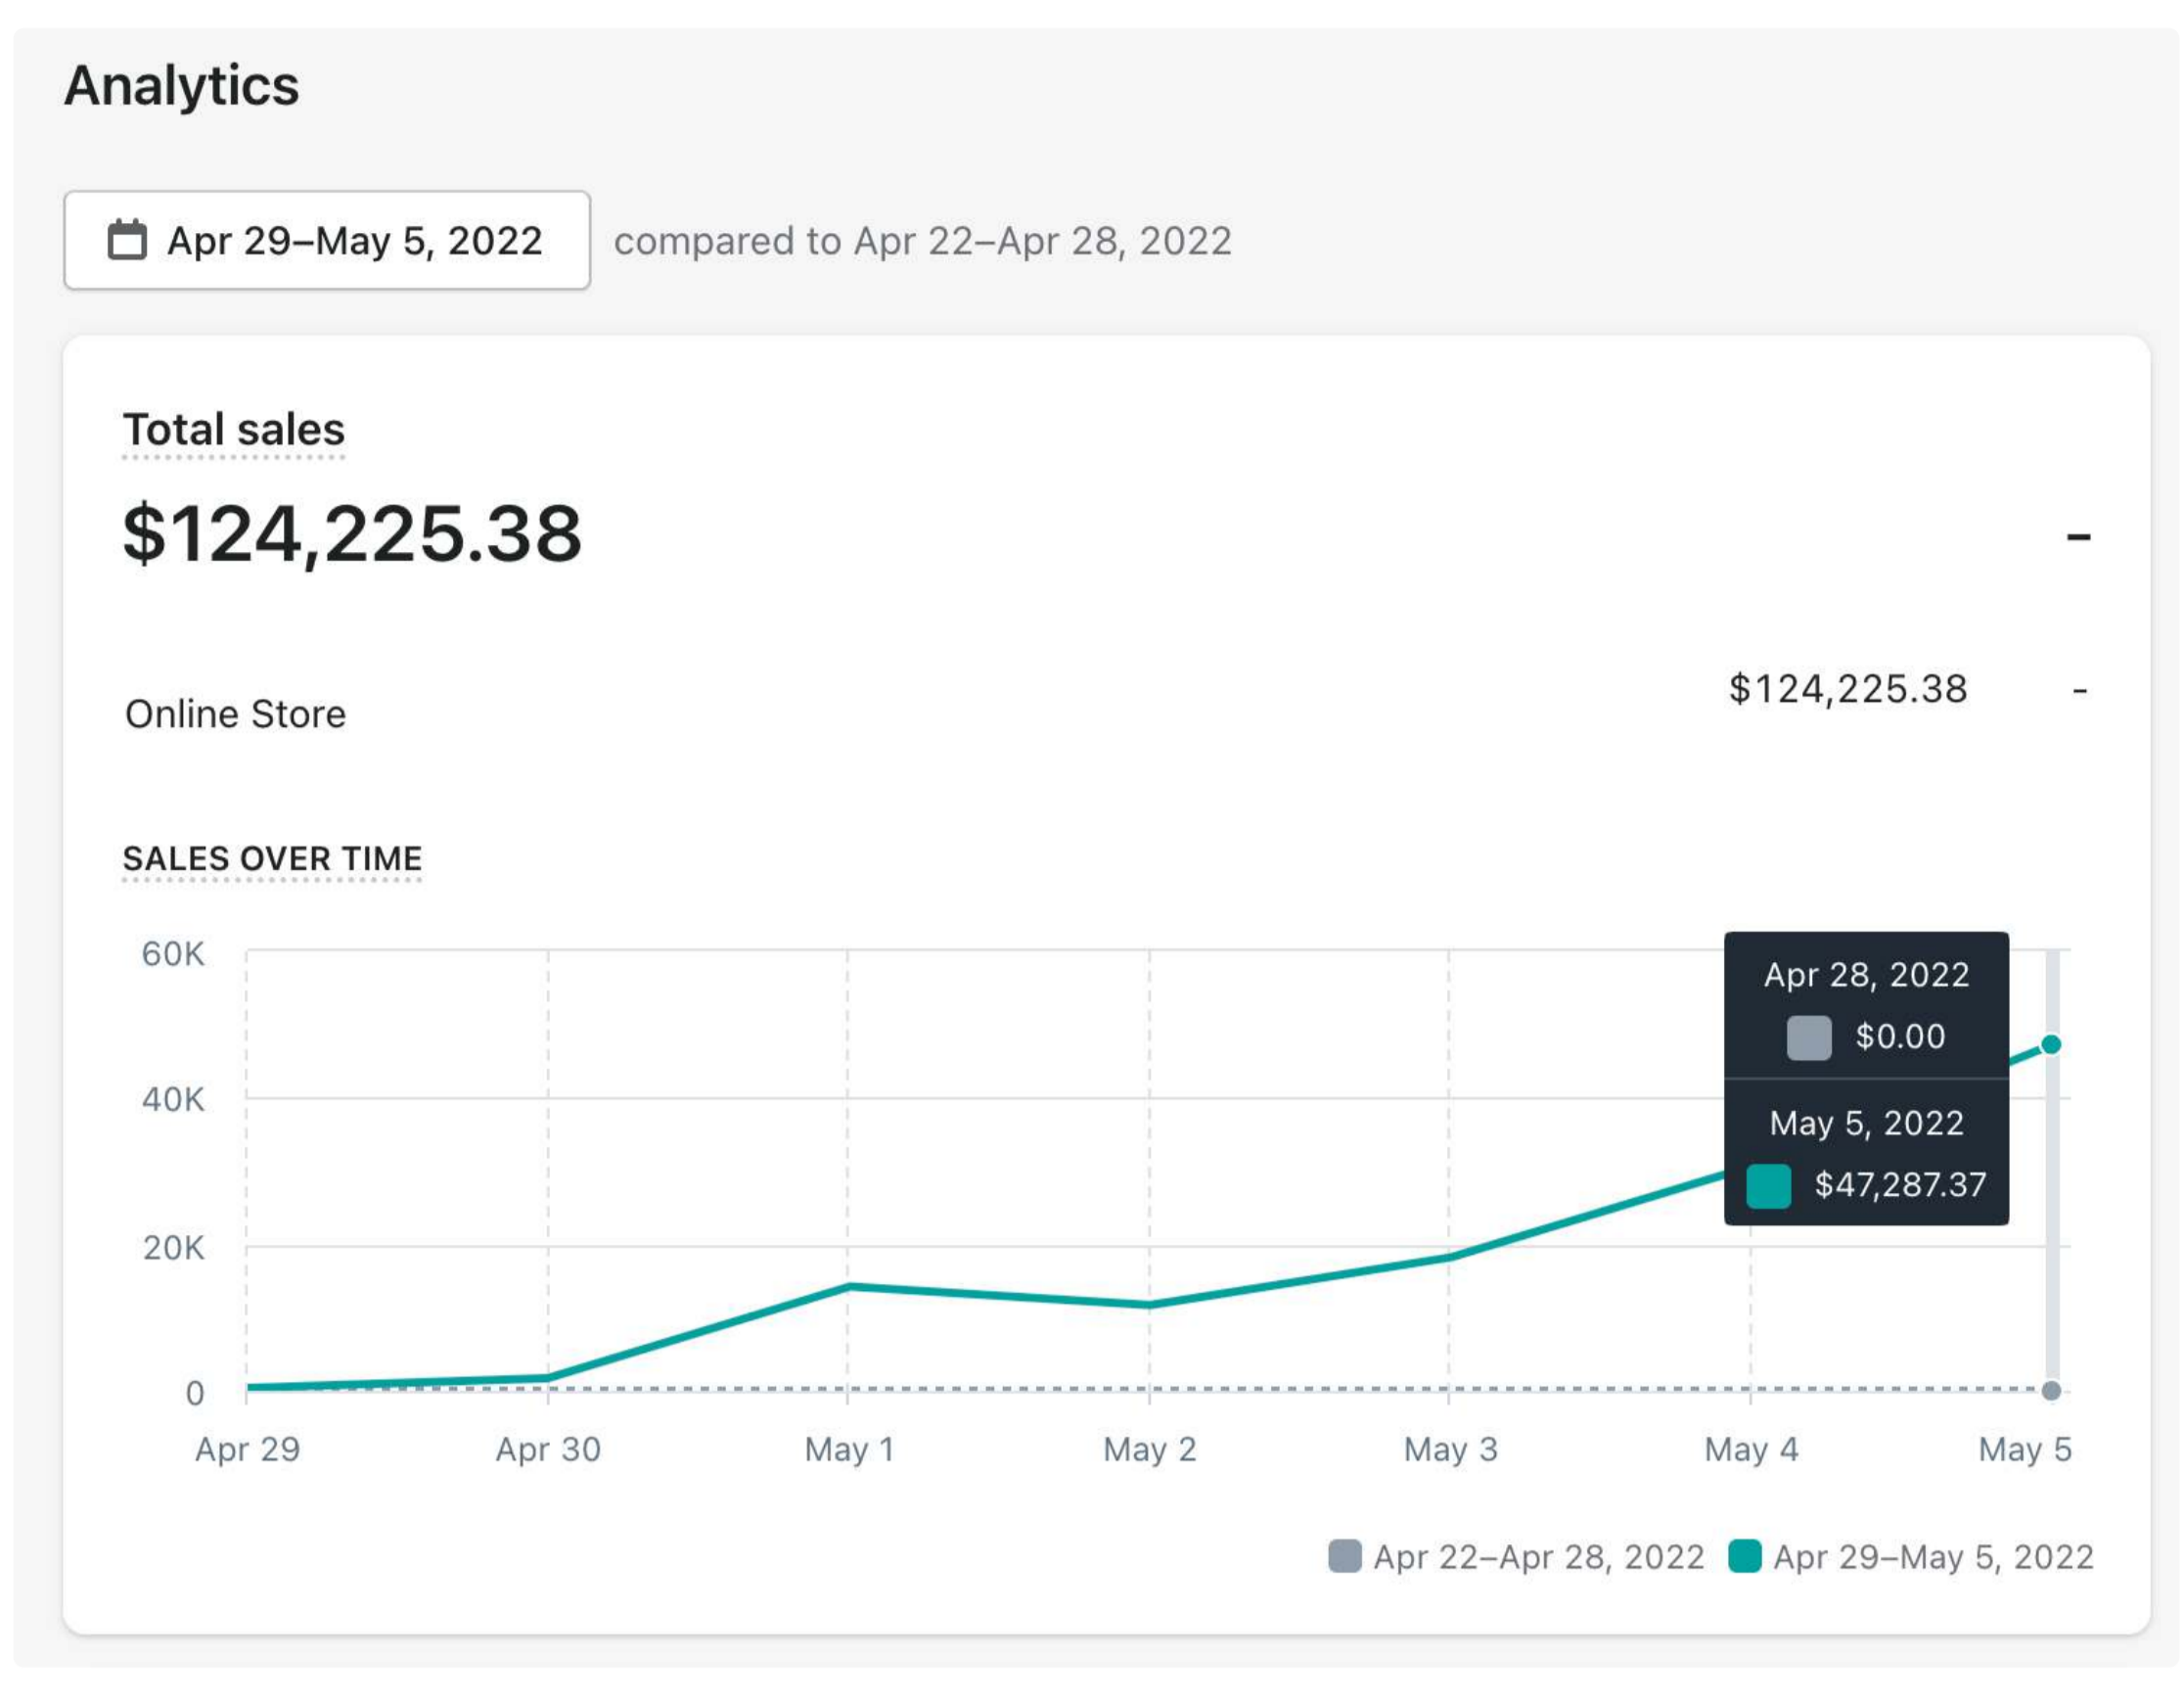 Analytics
Apr 29–May 5, 2022 compared to Apr 22–Apr 28, 2022
Total sales
$124,225.38 –
Online Store $124,225.38 -
SALES OVER TIME
60K
40K
20K
0
Apr 28, 2022
$0.00
May 5, 2022
$47,287.37
Apr 29 Apr 30 May 1 May 2 May 3 May 4 May 5
Apr 22–Apr 28, 2022 Apr 29–May 5, 2022